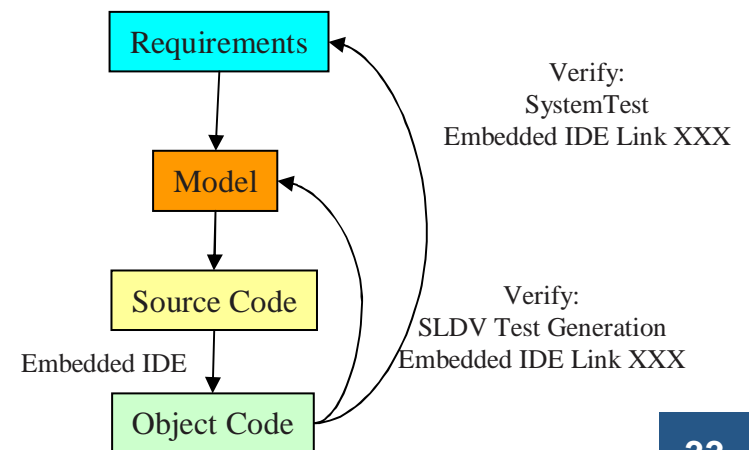 Requirements
Verify:
SystemTest
Embedded IDE Link XXX
Model
Source Code
Verify:
SLDV Test Generation
Embedded IDE Link XXX
Embedded IDE
Object Code